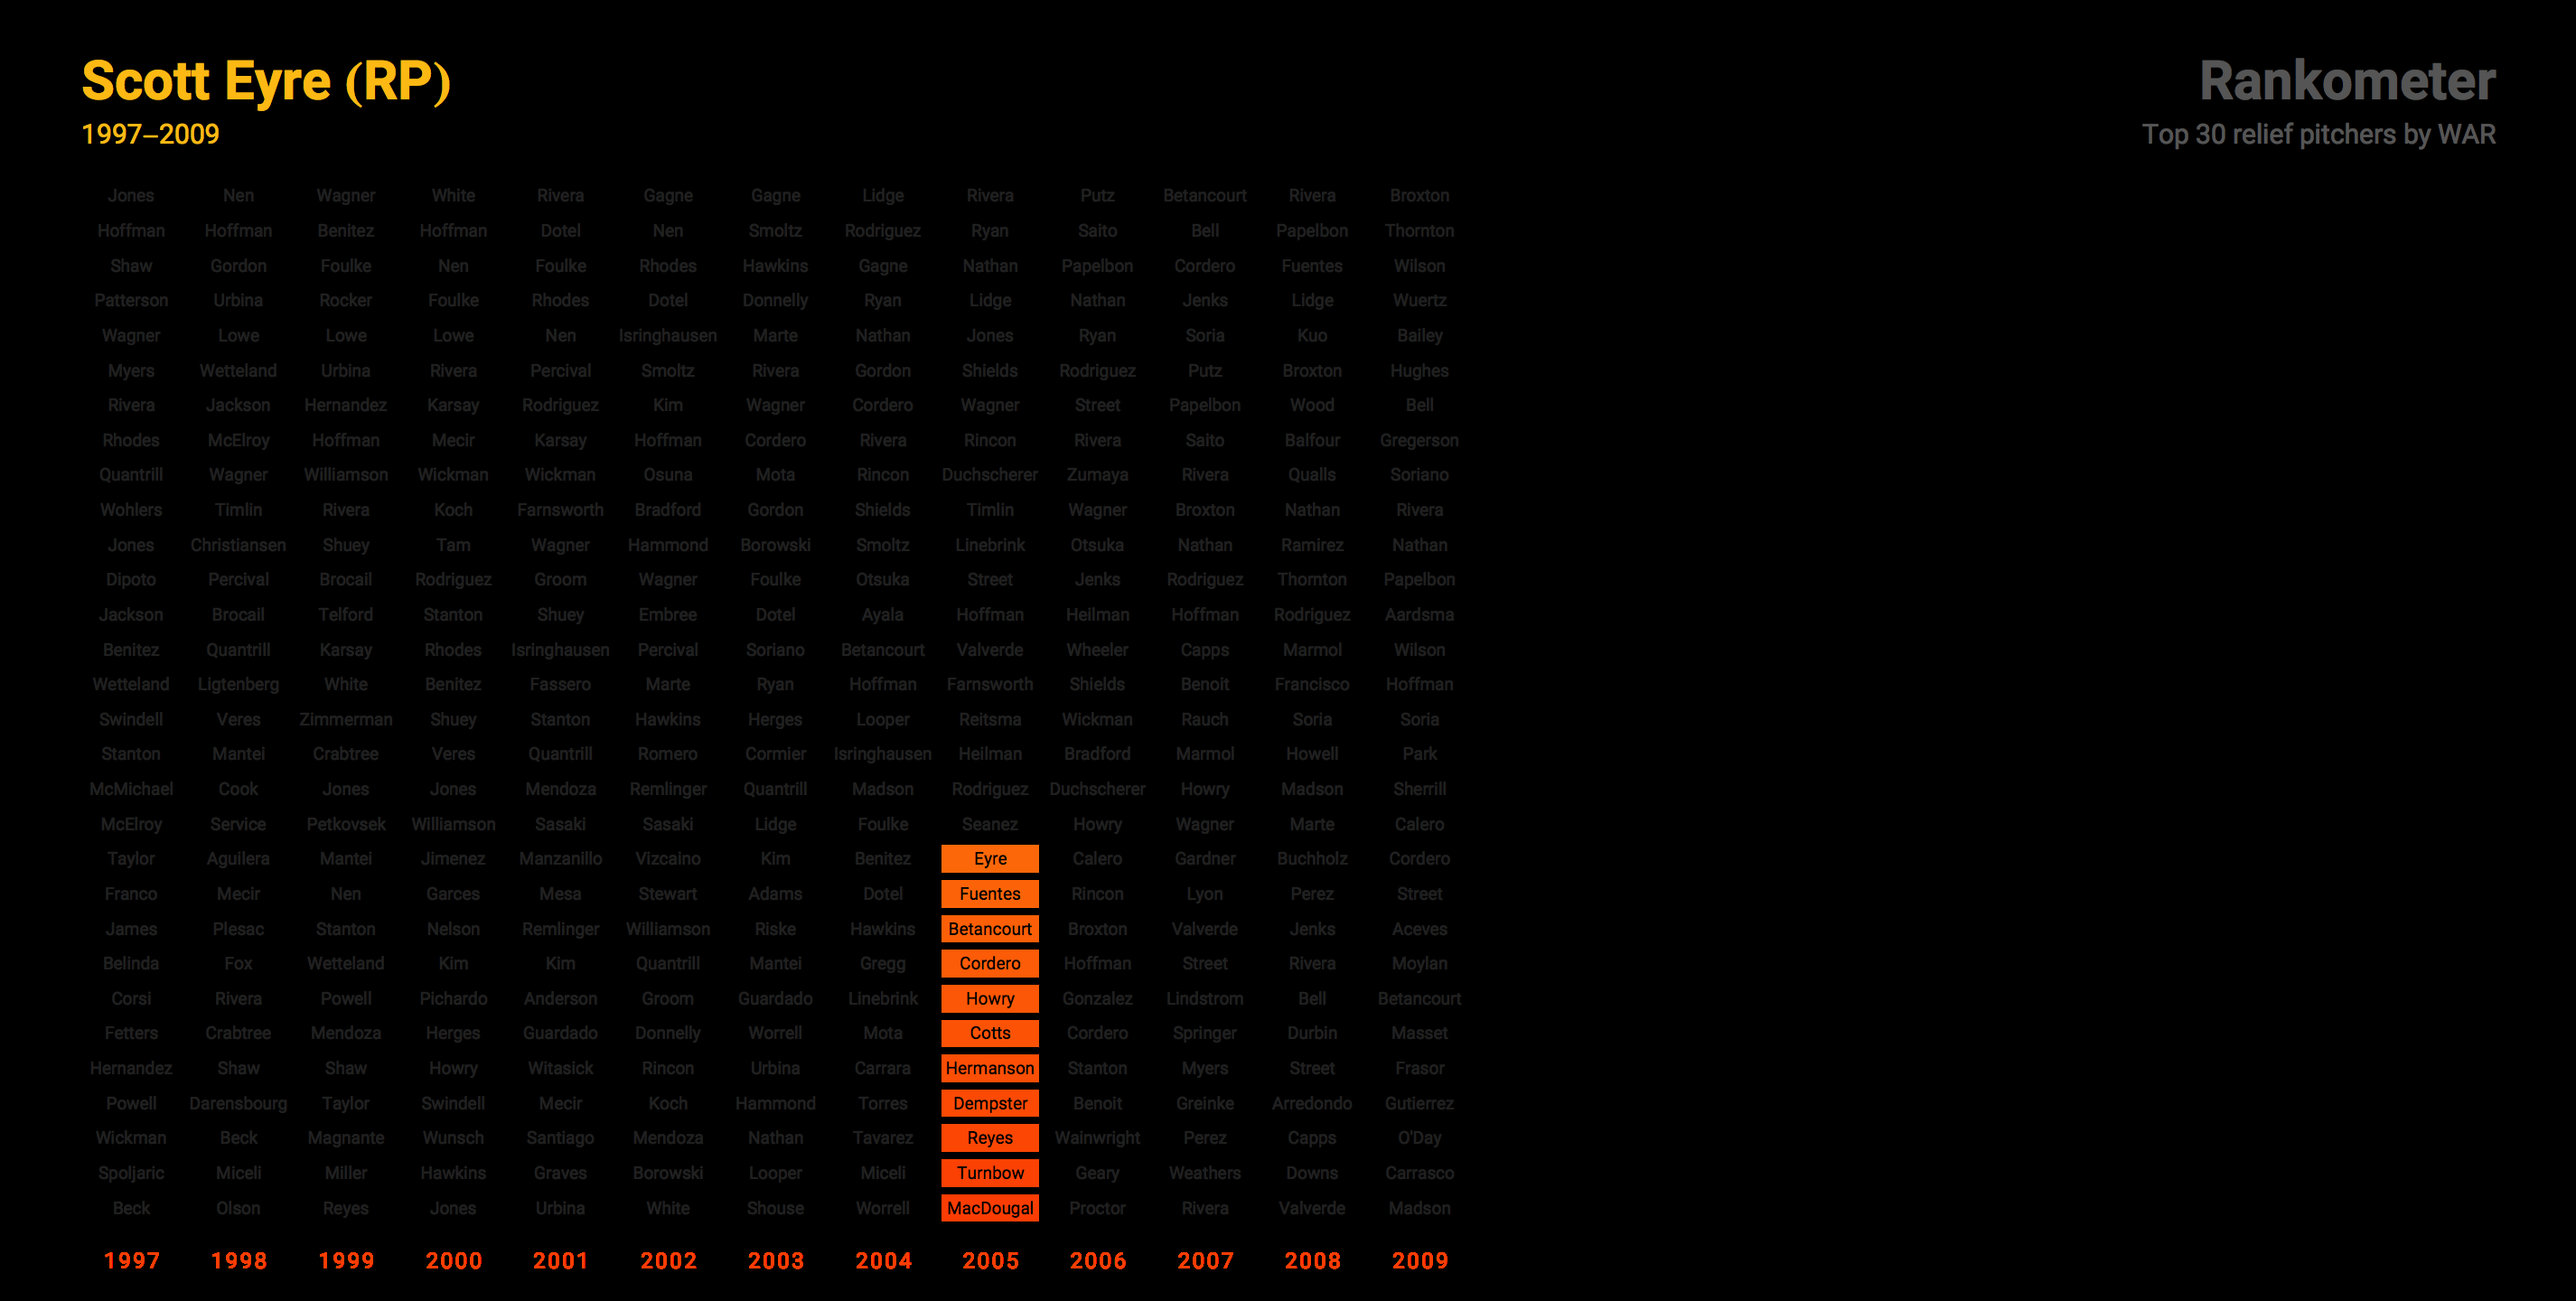 Scott Eyre (RP)
1997–2009
Rankometer
Top 30 relief pitchers by WAR
Jones Nen Wagner White Rivera Gagne Gagne Lidge Rivera Putz Betancourt Rivera Broxton
Hoffman Hoffman Benitez Hoffman Dotel Nen Smoltz Rodriguez Ryan Saito Bell Papelbon Thornton
Shaw Gordon Foulke Nen Foulke Rhodes Hawkins Gagne Nathan Papelbon Cordero Fuentes Wilson
Patterson Urbina Rocker Foulke Rhodes Dotel Donnelly Ryan Lidge Nathan Jenks Lidge Wuertz
Wagner Lowe Lowe Lowe Nen Isringhausen Marte Nathan Jones Ryan Soria Kuo Bailey
Myers Wetteland Urbina Rivera Percival Smoltz Rivera Gordon Shields Rodriguez Putz Broxton Hughes
Rivera Jackson Hernandez Karsay Rodriguez Kim Wagner Cordero Wagner Street Papelbon Wood Bell
Rhodes McElroy Hoffman Mecir Karsay Hoffman Cordero Rivera Rincon Rivera Saito Balfour Gregerson
Quantrill Wagner Williamson Wickman Wickman Osuna Mota Rincon Duchscherer Zumaya Rivera Qualls Soriano
Wohlers Timlin Rivera Koch Farnsworth Bradford Gordon Shields Timlin Wagner Broxton Nathan Rivera
Jones Christiansen Shuey Tam Wagner Hammond Borowski Smoltz Linebrink Otsuka Nathan Ramirez Nathan
Dipoto Percival Brocail Rodriguez Groom Wagner Foulke Otsuka Street Jenks Rodriguez Thornton Papelbon
Jackson Brocail Telford Stanton Shuey Embree Dotel Ayala Hoffman Heilman Hoffman Rodriguez Aardsma
Benitez Quantrill Karsay Rhodes Isringhausen Percival Soriano Betancourt Valverde Wheeler Capps Marmol Wilson
Wetteland Ligtenberg White Benitez Fassero Marte Ryan Hoffman Farnsworth Shields Benoit Francisco Hoffman
Swindell Veres Zimmerman Shuey Stanton Hawkins Herges Looper Reitsma Wickman Rauch Soria Soria
Stanton Mantei Crabtree Veres Quantrill Romero Cormier Isringhausen Heilman Bradford Marmol Howell Park
McMichael Cook Jones Jones Mendoza Remlinger Quantrill Madson Rodriguez Duchscherer Howry Madson Sherrill
McElroy Service Petkovsek Williamson Sasaki Sasaki Lidge Foulke Seanez Howry Wagner Marte Calero
Taylor Aguilera Mantei Jimenez Manzanillo Vizcaino Kim Benitez Eyre Calero Gardner Buchholz Cordero
Franco Mecir Nen Garces Mesa Stewart Adams Dotel Fuentes Rincon Lyon Perez Street
James Plesac Stanton Nelson Remlinger Williamson Riske Hawkins Betancourt Broxton Valverde Jenks Aceves
Belinda Fox Wetteland Kim Kim Quantrill Mantei Gregg Cordero Hoffman Street Rivera Moylan
Corsi Rivera Powell Pichardo Anderson Groom Guardado Linebrink Howry Gonzalez Lindstrom Bell Betancourt
Fetters Crabtree Mendoza Herges Guardado Donnelly Worrell Mota Cotts Cordero Springer Durbin Masset
Hernandez Shaw Shaw Howry Witasick Rincon Urbina Carrara Hermanson Stanton Myers Street Frasor
Powell Darensbourg Taylor Swindell Mecir Koch Hammond Torres Dempster Benoit Greinke Arredondo Gutierrez
Wickman Beck Magnante Wunsch Santiago Mendoza Nathan Tavarez Reyes Wainwright Perez Capps O'Day
Spoljaric Miceli Miller Hawkins Graves Borowski Looper Miceli Turnbow Geary Weathers Downs Carrasco
Beck Olson Reyes Jones Urbina White Shouse Worrell MacDougal Proctor Rivera Valverde Madson
1997 1998 1999 2000 2001 2002 2003 2004 2005 2006 2007 2008 2009